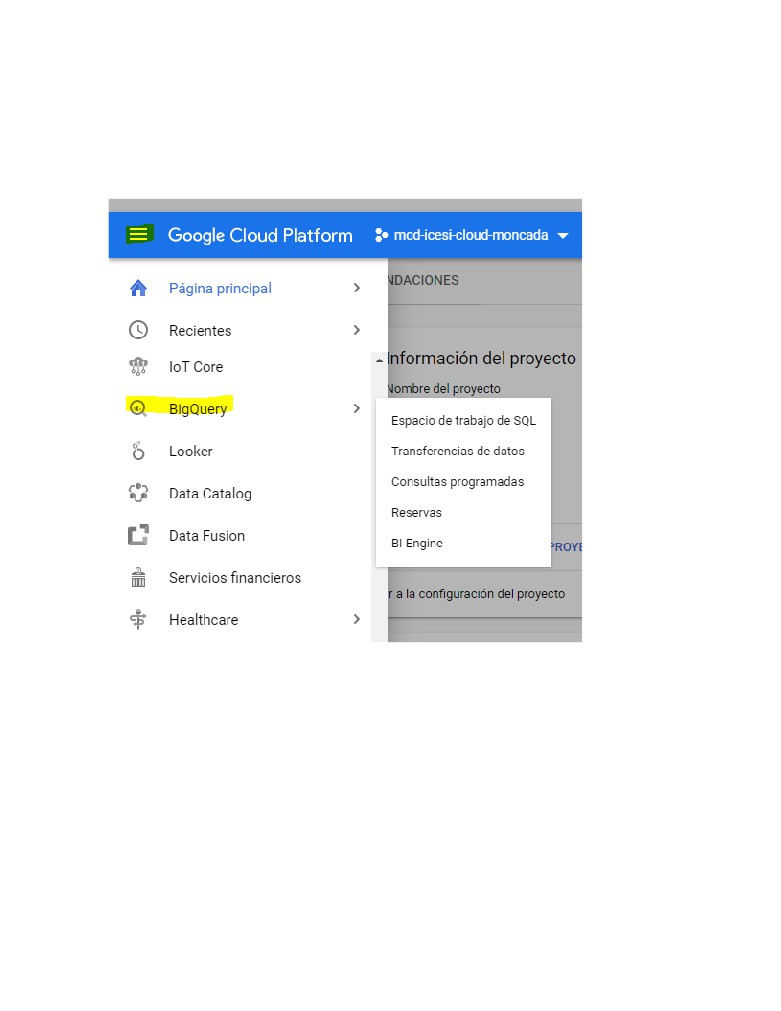 Google Cloud Platform
mcd-icesi-cloud-moncada
Página principal
Recientes
IoT Core
BigQuery
Looker
Data Catalog
Data Fusion
Servicios financieros
Healthcare
NDACIONES
Información del proyecto
Nombre del proyecto
Espacio de trabajo de SQL
Transferencias de datos
Consultas programadas
Reservas
BI Engine
PROYE
r a la configuración del proyecto